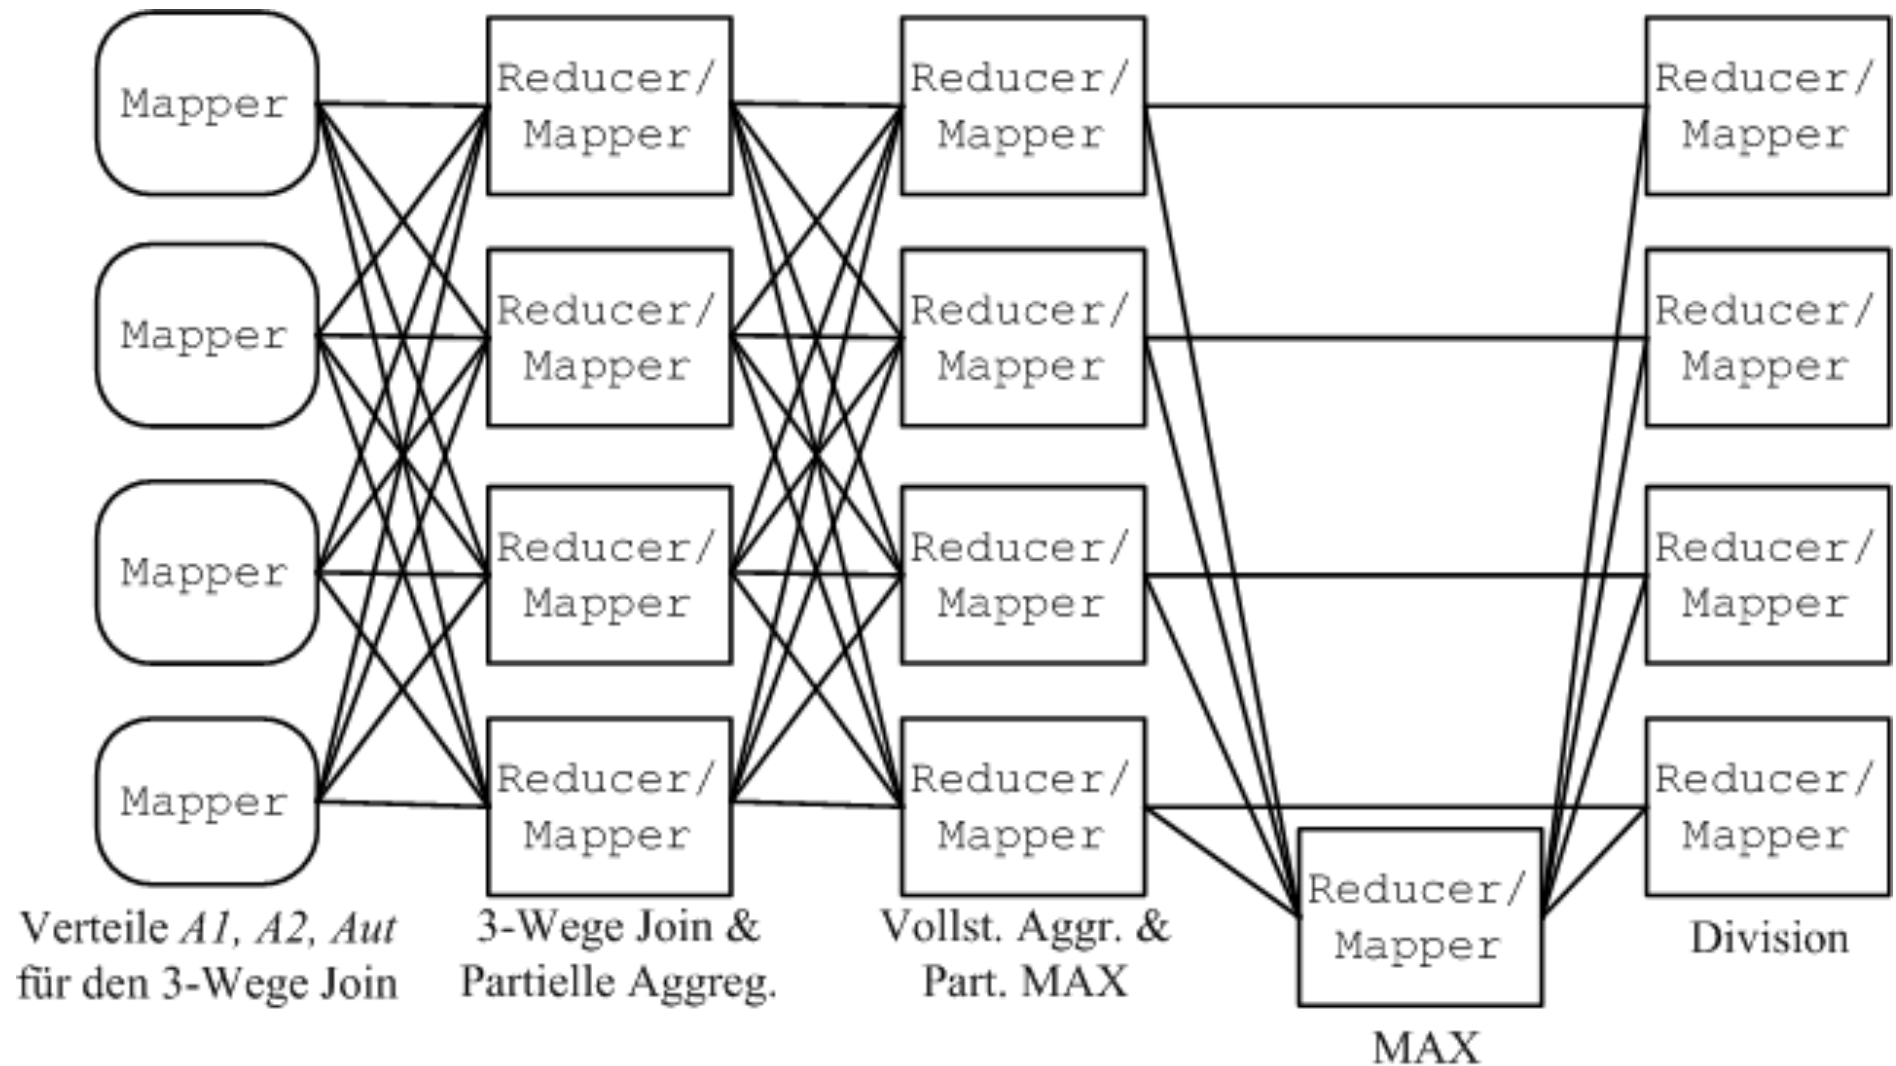 Mapper
Reducer/
Mapper
Reducer/
Mapper
Reducer/
Mapper
Mapper
Reducer/
Mapper
Reducer/
Mapper
Reducer/
Mapper
Mapper
Reducer/
Mapper
Reducer/
Mapper
Reducer/
Mapper
Mapper
Reducer/
Mapper
Reducer/
Mapper
Reducer/
Mapper
Reducer/
Mapper
Verteile A1, A2, Aut
für den 3-Wege Join
3-Wege Join &
Partielle Aggreg.
Vollst. Aggr. &
Part. MAX
MAX
Division